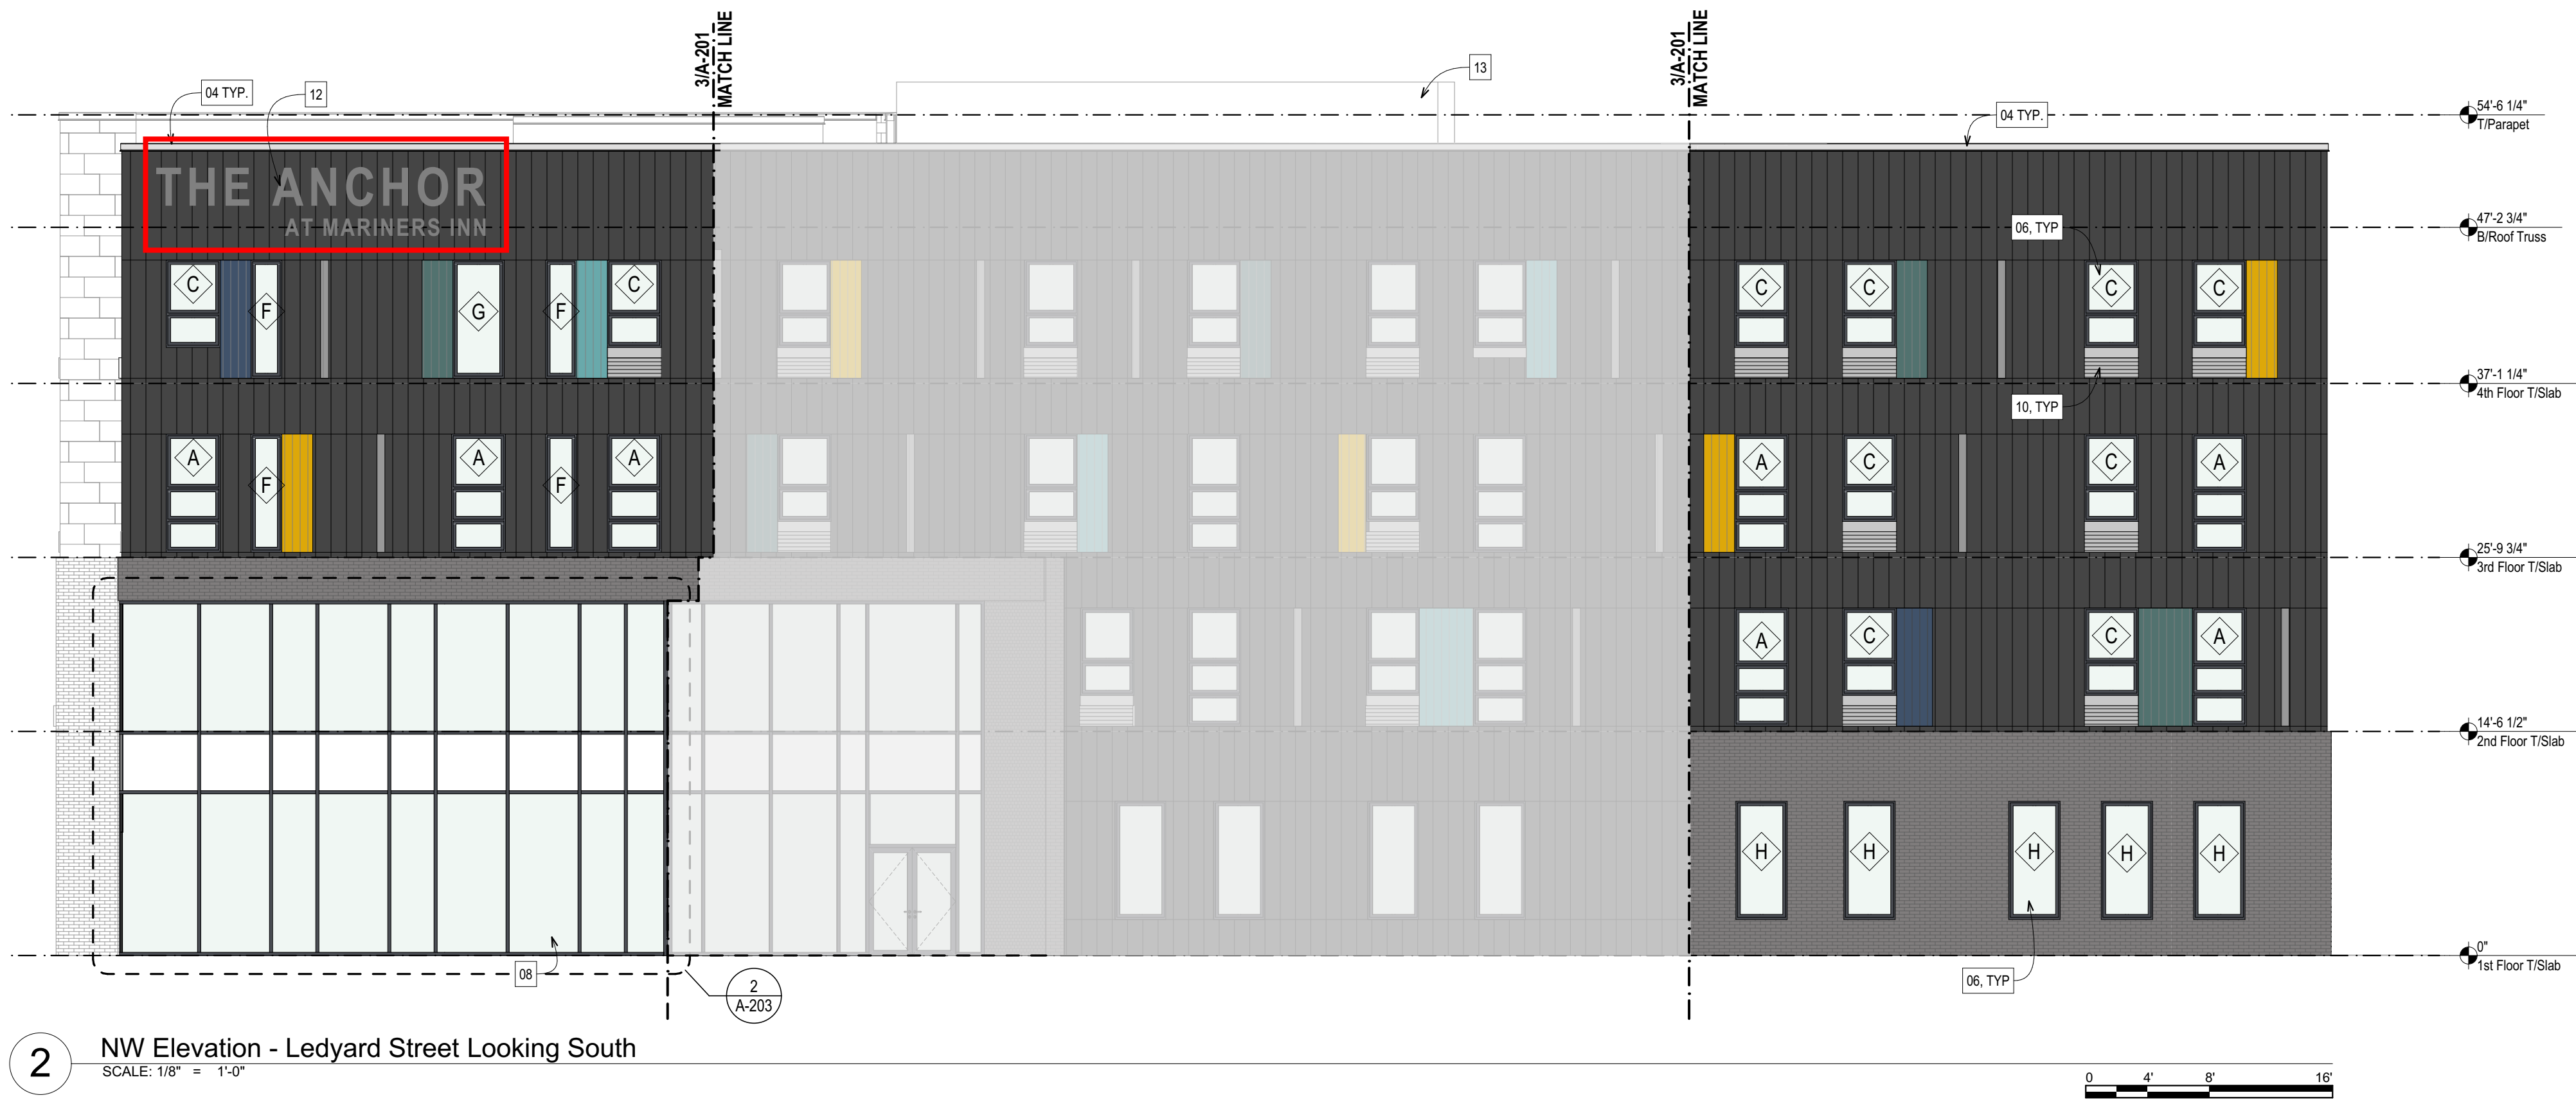 3/A-201
MATCH LINE
3/A-201
MATCH LINE
13
04 TYP.
12
54'-6 1/4"
T/Parapet
04 TYP.
THE ANCHOR
AT MARINERS INN
06, TYP
47'-2 3/4"
B/Roof Truss
C F G F C C C C C
37'-1 1/4"
4th Floor T/Slab
10, TYP
A F A F A A C C A
25'-9 3/4"
3rd Floor T/Slab
A C C A
14'-6 1/2"
2nd Floor T/Slab
H H H H H
0"
1st Floor T/Slab
08
06, TYP
2
A-203
2
NW Elevation - Ledyard Street Looking South
SCALE: 1/8" = 1'-0"
0 4' 8' 16'